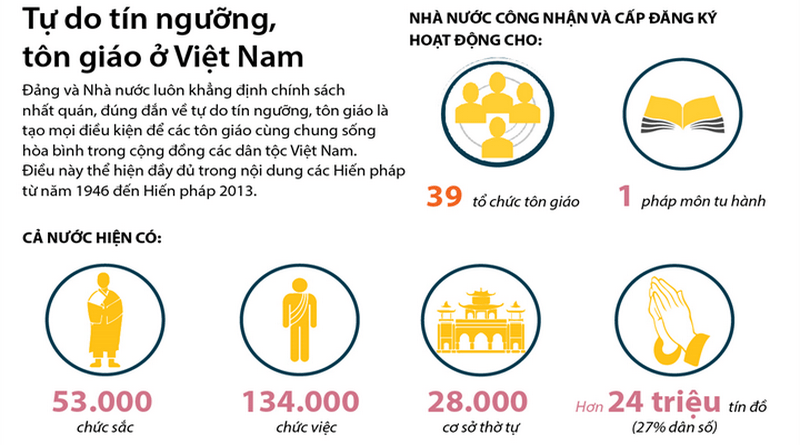 Tự do tín ngưỡng,
tôn giáo ở Việt Nam
Đảng và Nhà nước luôn khẳng định chính sách
nhất quán, đúng đắn về tự do tín ngưỡng, tôn giáo là
tạo mọi điều kiện để các tôn giáo cùng chung sống
hòa bình trong cộng đồng các dân tộc Việt Nam.
Điều này thể hiện đầy đủ trong nội dung các Hiến pháp
từ năm 1946 đến Hiến pháp 2013.
NHÀ NƯỚC CÔNG NHẬN VÀ CẤP ĐĂNG KÝ
HOẠT ĐỘNG CHO:
39 tổ chức tôn giáo
1 pháp môn tu hành
CẢ NƯỚC HIỆN CÓ:
53.000
chức sắc
134.000
chức việc
28.000
cơ sở thờ tự
Hơn 24 triệu tín đồ
(27% dân số)